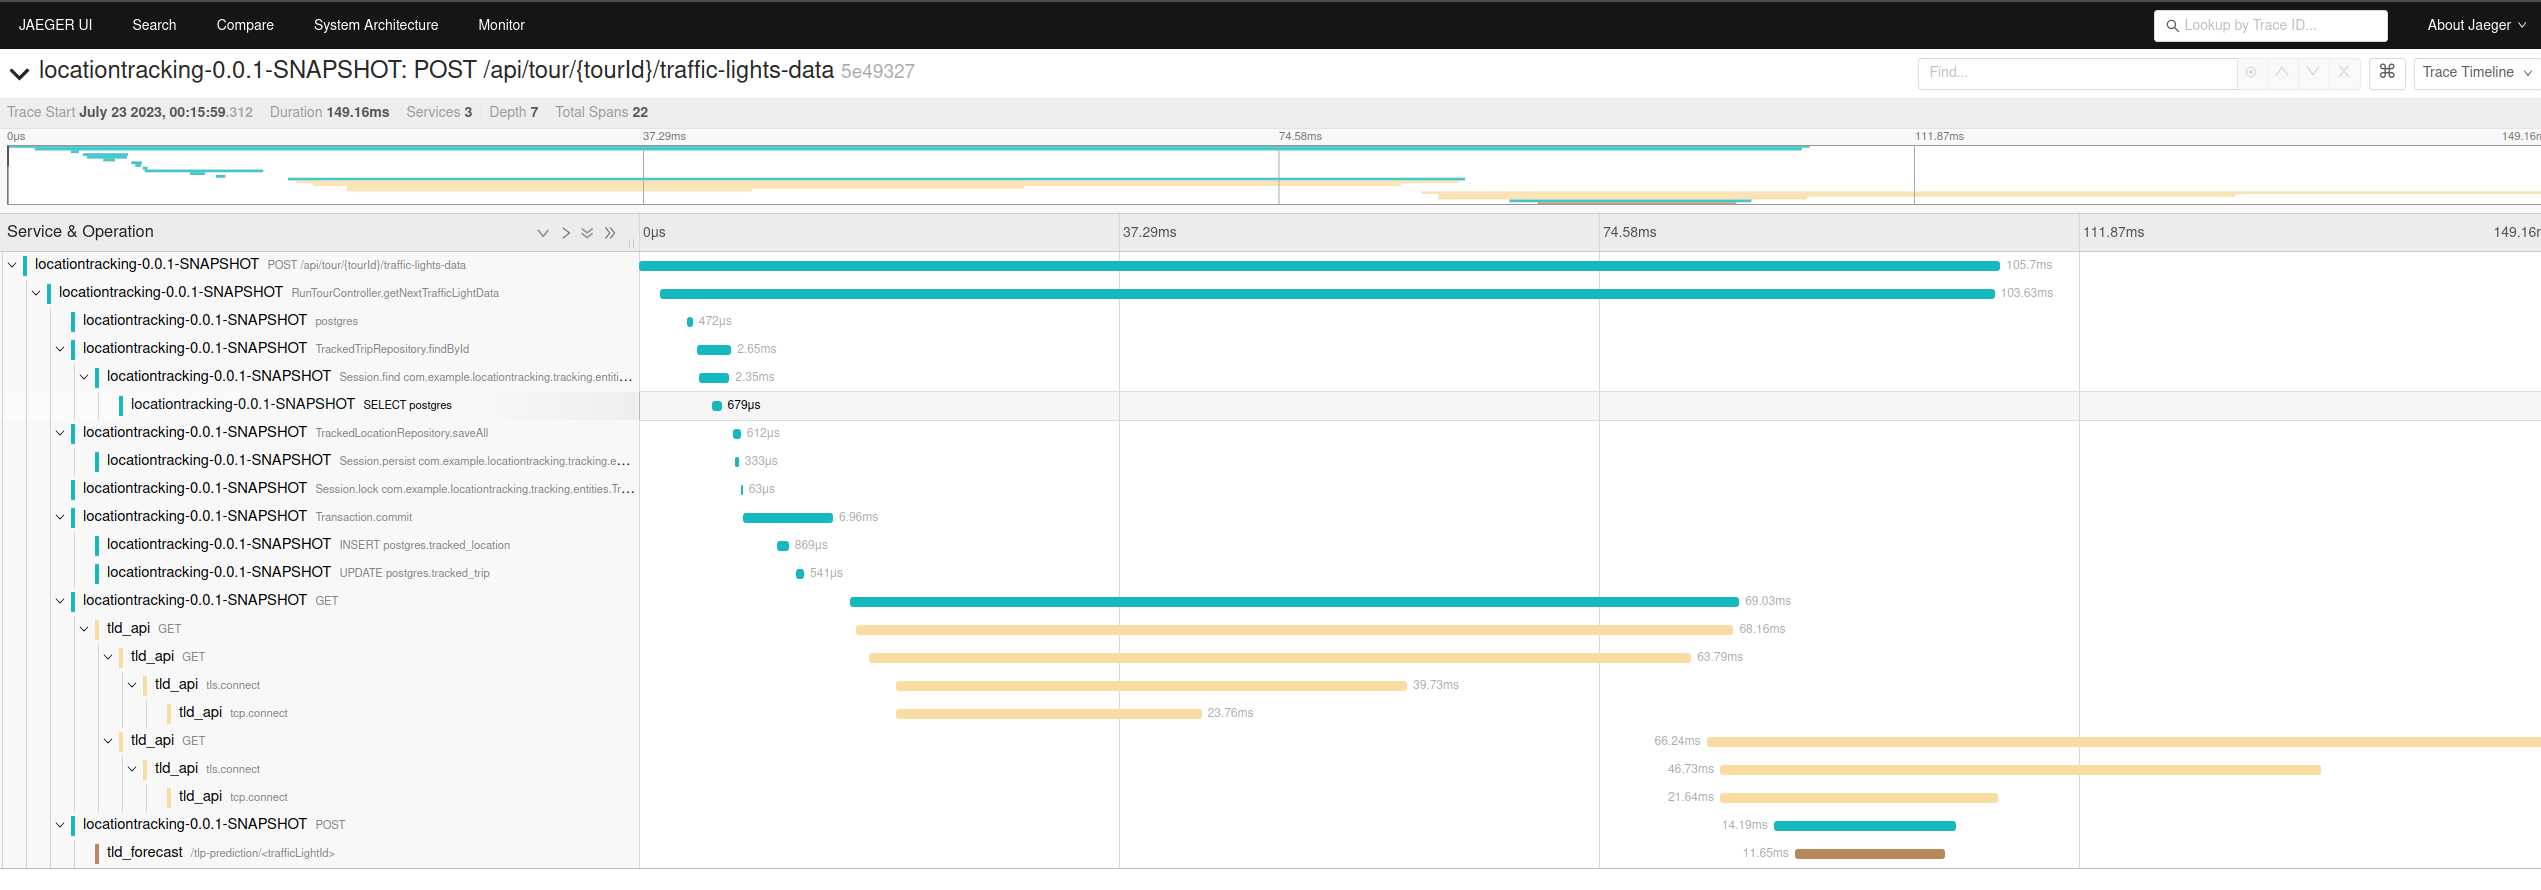 JAEGER UI Search Compare System Architecture Monitor Lookup by Trace ID... About Jaeger
locationtracking-0.0.1-SNAPSHOT: POST /api/tour/{tourId}/traffic-lights-data 5e49327 Find... ⌘ Trace Timeline
Trace Start July 23 2023, 00:15:59.312 Duration 149.16ms Services 3 Depth 7 Total Spans 22
0μs 37.29ms 74.58ms 111.87ms 149.16m
Service & Operation 0μs 37.29ms 74.58ms 111.87ms 149.16m
locationtracking-0.0.1-SNAPSHOT POST /api/tour/{tourId}/traffic-lights-data 105.7ms
locationtracking-0.0.1-SNAPSHOT RunTourController.getNextTrafficLightData 103.63ms
locationtracking-0.0.1-SNAPSHOT postgres 472μs
locationtracking-0.0.1-SNAPSHOT TrackedTripRepository.findById 2.65ms
locationtracking-0.0.1-SNAPSHOT Session.find com.example.locationtracking.tracking.entiti... 2.35ms
locationtracking-0.0.1-SNAPSHOT SELECT postgres 679μs
locationtracking-0.0.1-SNAPSHOT TrackedLocationRepository.saveAll 612μs
locationtracking-0.0.1-SNAPSHOT Session.persist com.example.locationtracking.tracking.e... 333μs
locationtracking-0.0.1-SNAPSHOT Session.lock com.example.locationtracking.tracking.entities.Tr... 63μs
locationtracking-0.0.1-SNAPSHOT Transaction.commit 6.96ms
locationtracking-0.0.1-SNAPSHOT INSERT postgres.tracked_location 869μs
locationtracking-0.0.1-SNAPSHOT UPDATE postgres.tracked_trip 541μs
locationtracking-0.0.1-SNAPSHOT GET 69.03ms
tld_api GET 68.16ms
tld_api GET 63.79ms
tld_api tls.connect 39.73ms
tld_api tcp.connect 23.76ms
tld_api GET 66.24ms
tld_api tls.connect 46.73ms
tld_api tcp.connect 21.64ms
locationtracking-0.0.1-SNAPSHOT POST 14.19ms
tld_forecast /tlp-prediction/<trafficLightId> 11.65ms